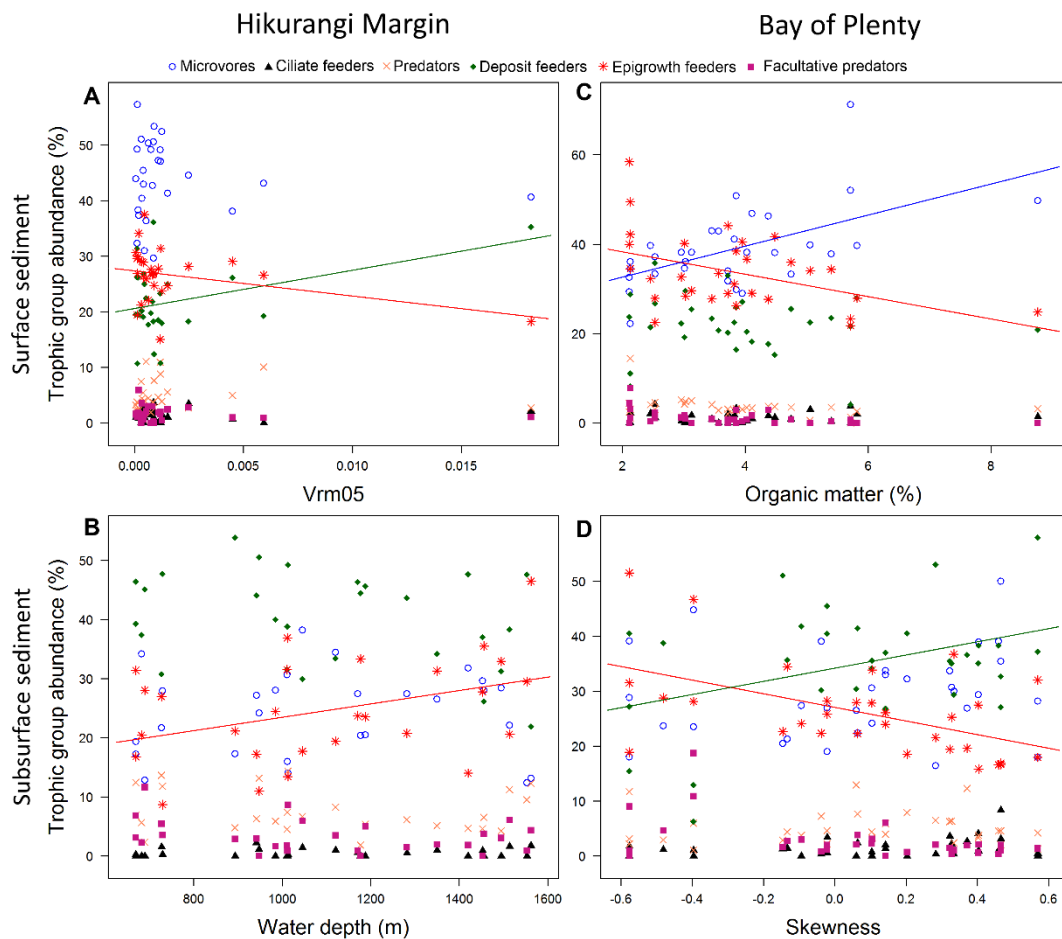 Hikurangi Margin
Bay of Plenty
Microvores Ciliate feeders Predators Deposit feeders Epigrowth feeders Facultative predators
A
Surface sediment
Trophic group abundance (%)
50
40
30
20
10
0
0.000 0.005 0.010 0.015
Vrm05
C
60
40
20
0
2 4 6 8
Organic matter (%)
B
Subsurface sediment
Trophic group abundance (%)
50
40
30
20
10
0
800 1000 1200 1400 1600
Water depth (m)
D
50
40
30
20
10
0
-0.6 -0.4 -0.2 0.0 0.2 0.4 0.6
Skewness